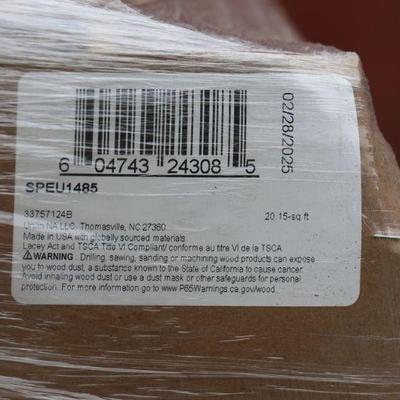 02/28/2025
6 04743 24308 5
SPEU1485
33757124B 20.15-sq ft
Unilin NA LLC, Thomasville, NC 27360
Made in USA with globally sourced materials
Lacey Act and TSCA Title VI Compliant/ conforme au titre VI de la TSCA
⚠WARNING: Drilling, sawing, sanding or machining wood products can expose
you to wood dust, a substance known to the State of California to cause cancer.
Avoid inhaling wood dust or use a dust mask or other safeguards for personal
protection. For more information go to www.P65Warnings.ca.gov/wood.